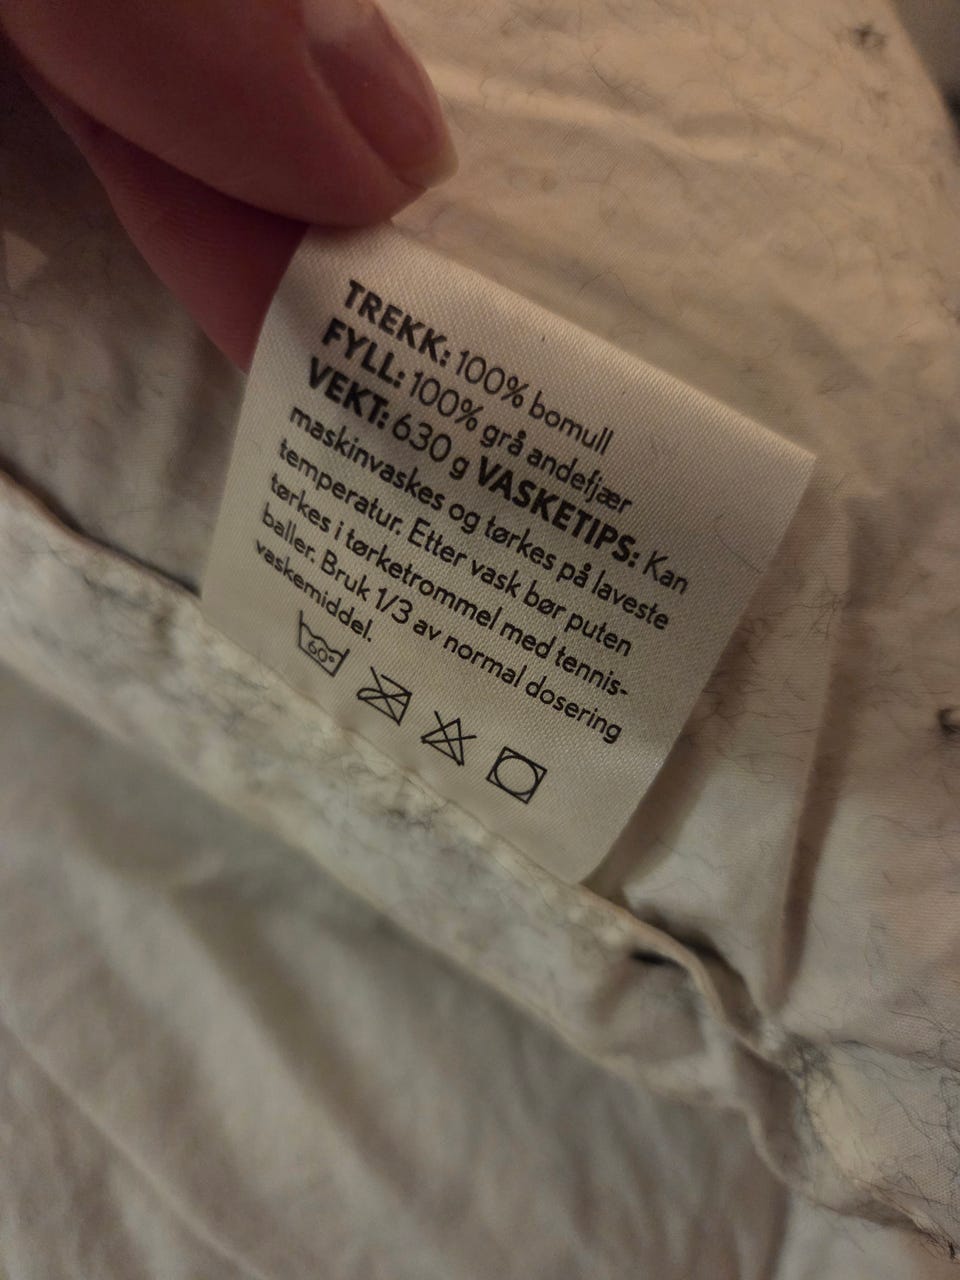 TREKK: 100% bomull
FYLL: 100% grå andefjær
VEKT: 630 g VASKETIPS: Kan
maskinvaskes og tørkes på laveste
temperatur. Etter vask bør puten
tørkes i tørketrommel med tennis-
baller. Bruk 1/3 av normal dosering
vaskemiddel.
60°